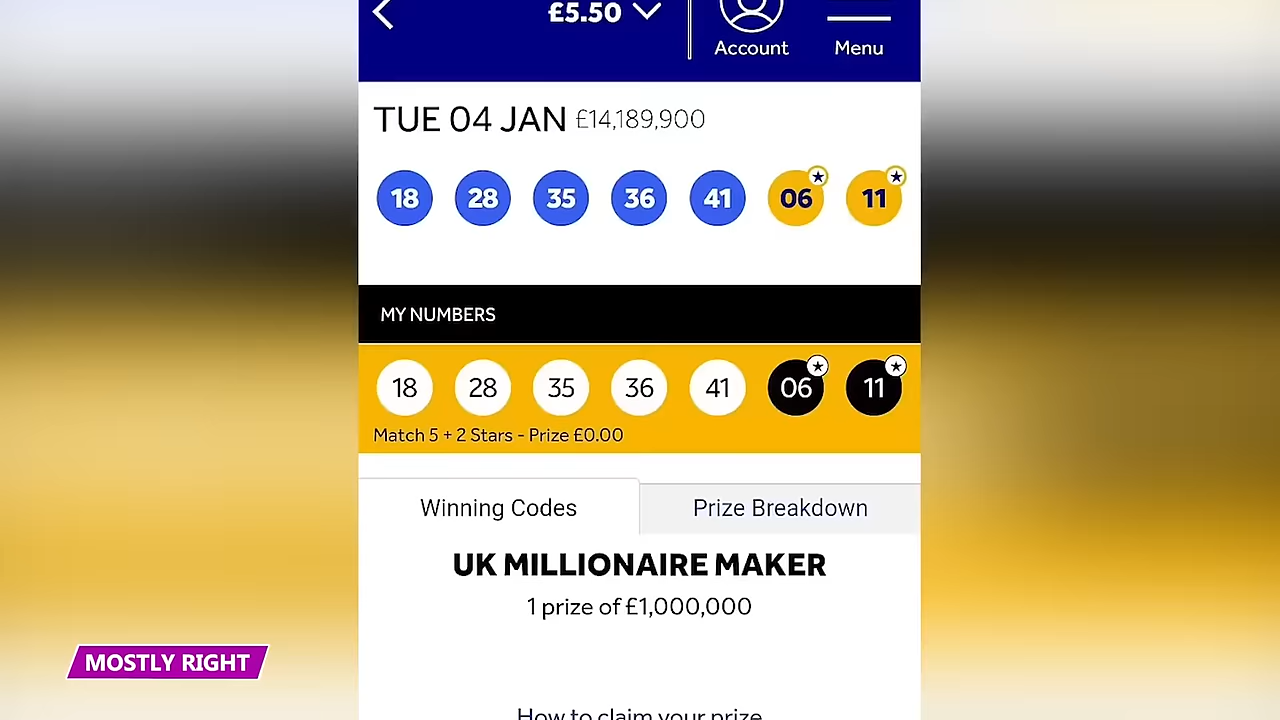 £5.50
Account Menu
TUE 04 JAN £14,189,900
18 28 35 36 41 06 11
MY NUMBERS
18 28 35 36 41 06 11
Match 5 + 2 Stars - Prize £0.00
Winning Codes Prize Breakdown
UK MILLIONAIRE MAKER
1 prize of £1,000,000
MOSTLY RIGHT
How to claim your prize